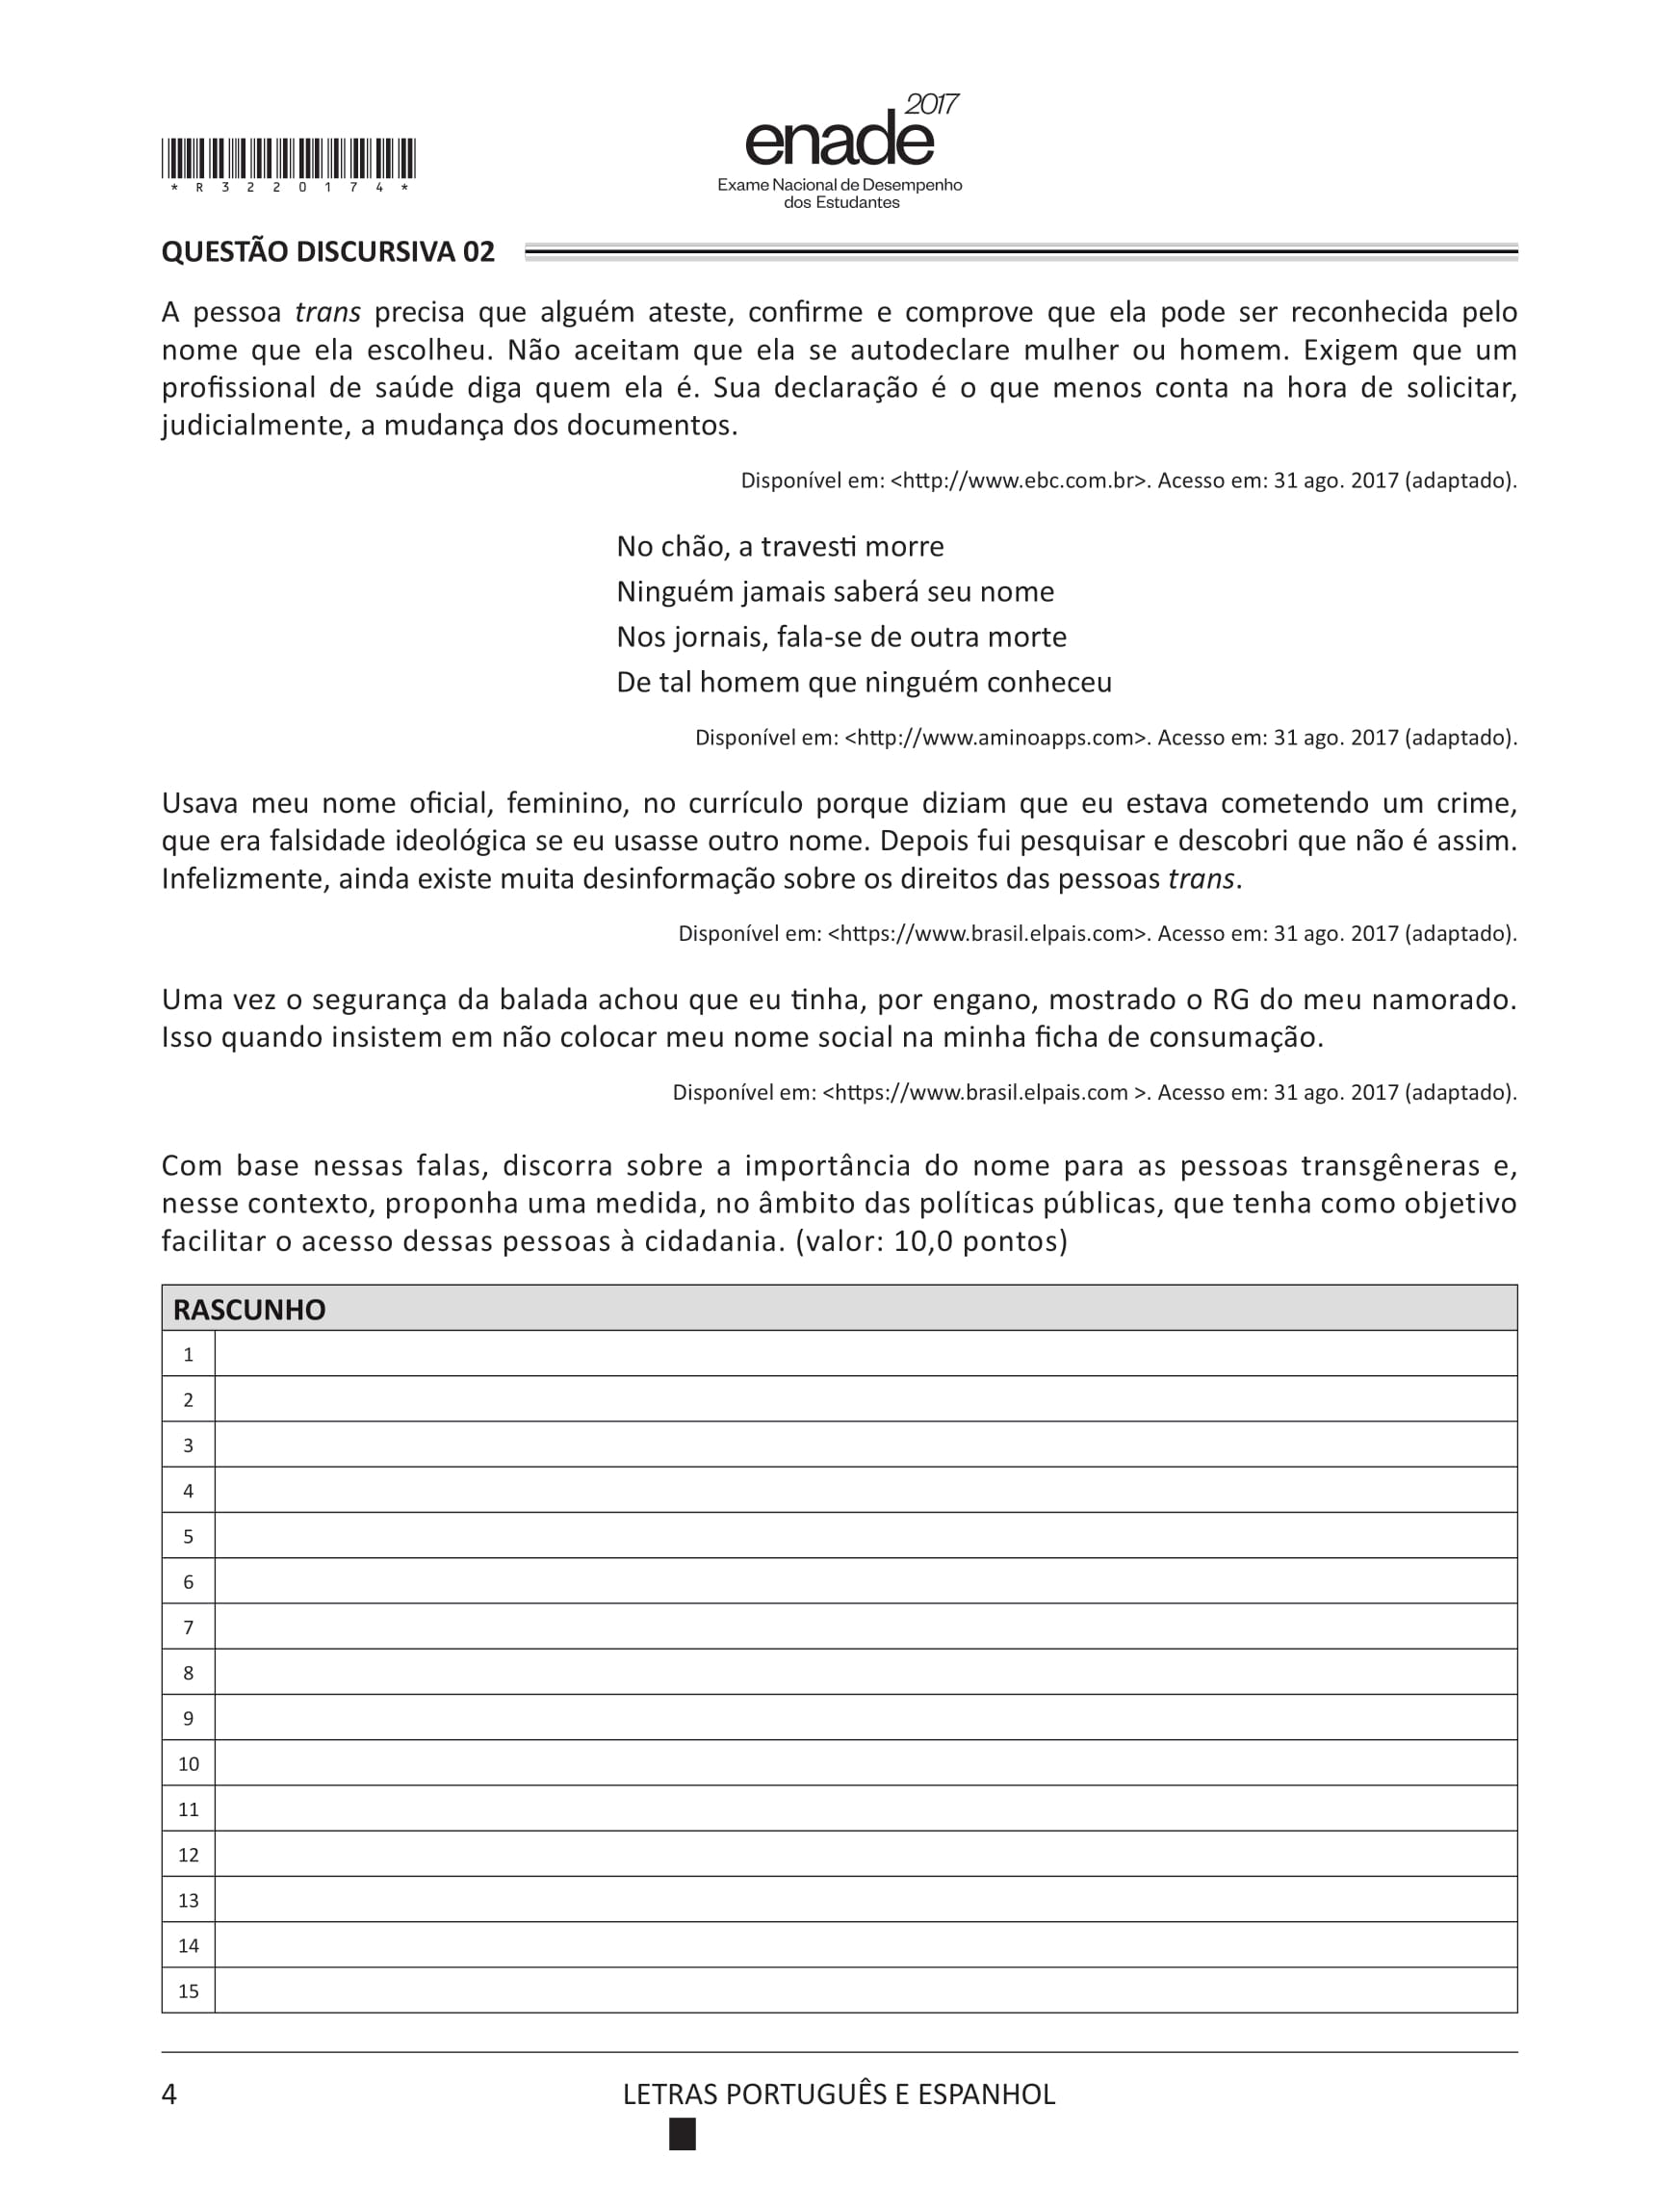 2017
enade
Exame Nacional de Desempenho
dos Estudantes
* R 3 2 2 0 1 7 4 *
QUESTÃO DISCURSIVA 02
A pessoa trans precisa que alguém ateste, confirme e comprove que ela pode ser reconhecida pelo
nome que ela escolheu. Não aceitam que ela se autodeclare mulher ou homem. Exigem que um
profissional de saúde diga quem ela é. Sua declaração é o que menos conta na hora de solicitar,
judicialmente, a mudança dos documentos.
Disponível em: <http://www.ebc.com.br>. Acesso em: 31 ago. 2017 (adaptado).
No chão, a travesti morre
Ninguém jamais saberá seu nome
Nos jornais, fala-se de outra morte
De tal homem que ninguém conheceu
Disponível em: <http://www.aminoapps.com>. Acesso em: 31 ago. 2017 (adaptado).
Usava meu nome oficial, feminino, no currículo porque diziam que eu estava cometendo um crime,
que era falsidade ideológica se eu usasse outro nome. Depois fui pesquisar e descobri que não é assim.
Infelizmente, ainda existe muita desinformação sobre os direitos das pessoas trans.
Disponível em: <https://www.brasil.elpais.com>. Acesso em: 31 ago. 2017 (adaptado).
Uma vez o segurança da balada achou que eu tinha, por engano, mostrado o RG do meu namorado.
Isso quando insistem em não colocar meu nome social na minha ficha de consumação.
Disponível em: <https://www.brasil.elpais.com >. Acesso em: 31 ago. 2017 (adaptado).
Com base nessas falas, discorra sobre a importância do nome para as pessoas transgêneras e,
nesse contexto, proponha uma medida, no âmbito das políticas públicas, que tenha como objetivo
facilitar o acesso dessas pessoas à cidadania. (valor: 10,0 pontos)
RASCUNHO
1
2
3
4
5
6
7
8
9
10
11
12
13
14
15
4
LETRAS PORTUGUÊS E ESPANHOL